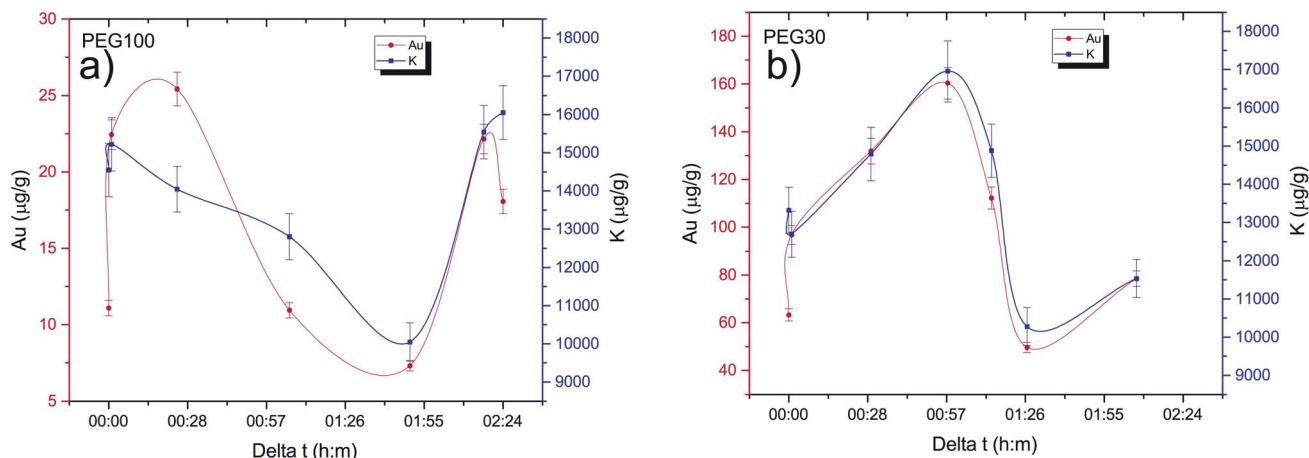 PEG100
a)
Au
K
30
25
20
15
10
5
Au (µg/g)
18000
17000
16000
15000
14000
13000
12000
11000
10000
9000
K (µg/g)
00:00 00:28 00:57 01:26 01:55 02:24
Delta t (h:m)
PEG30
b)
Au
K
180
160
140
120
100
80
60
40
Au (µg/g)
18000
17000
16000
15000
14000
13000
12000
11000
10000
9000
K (µg/g)
00:00 00:28 00:57 01:26 01:55 02:24
Delta t (h:m)